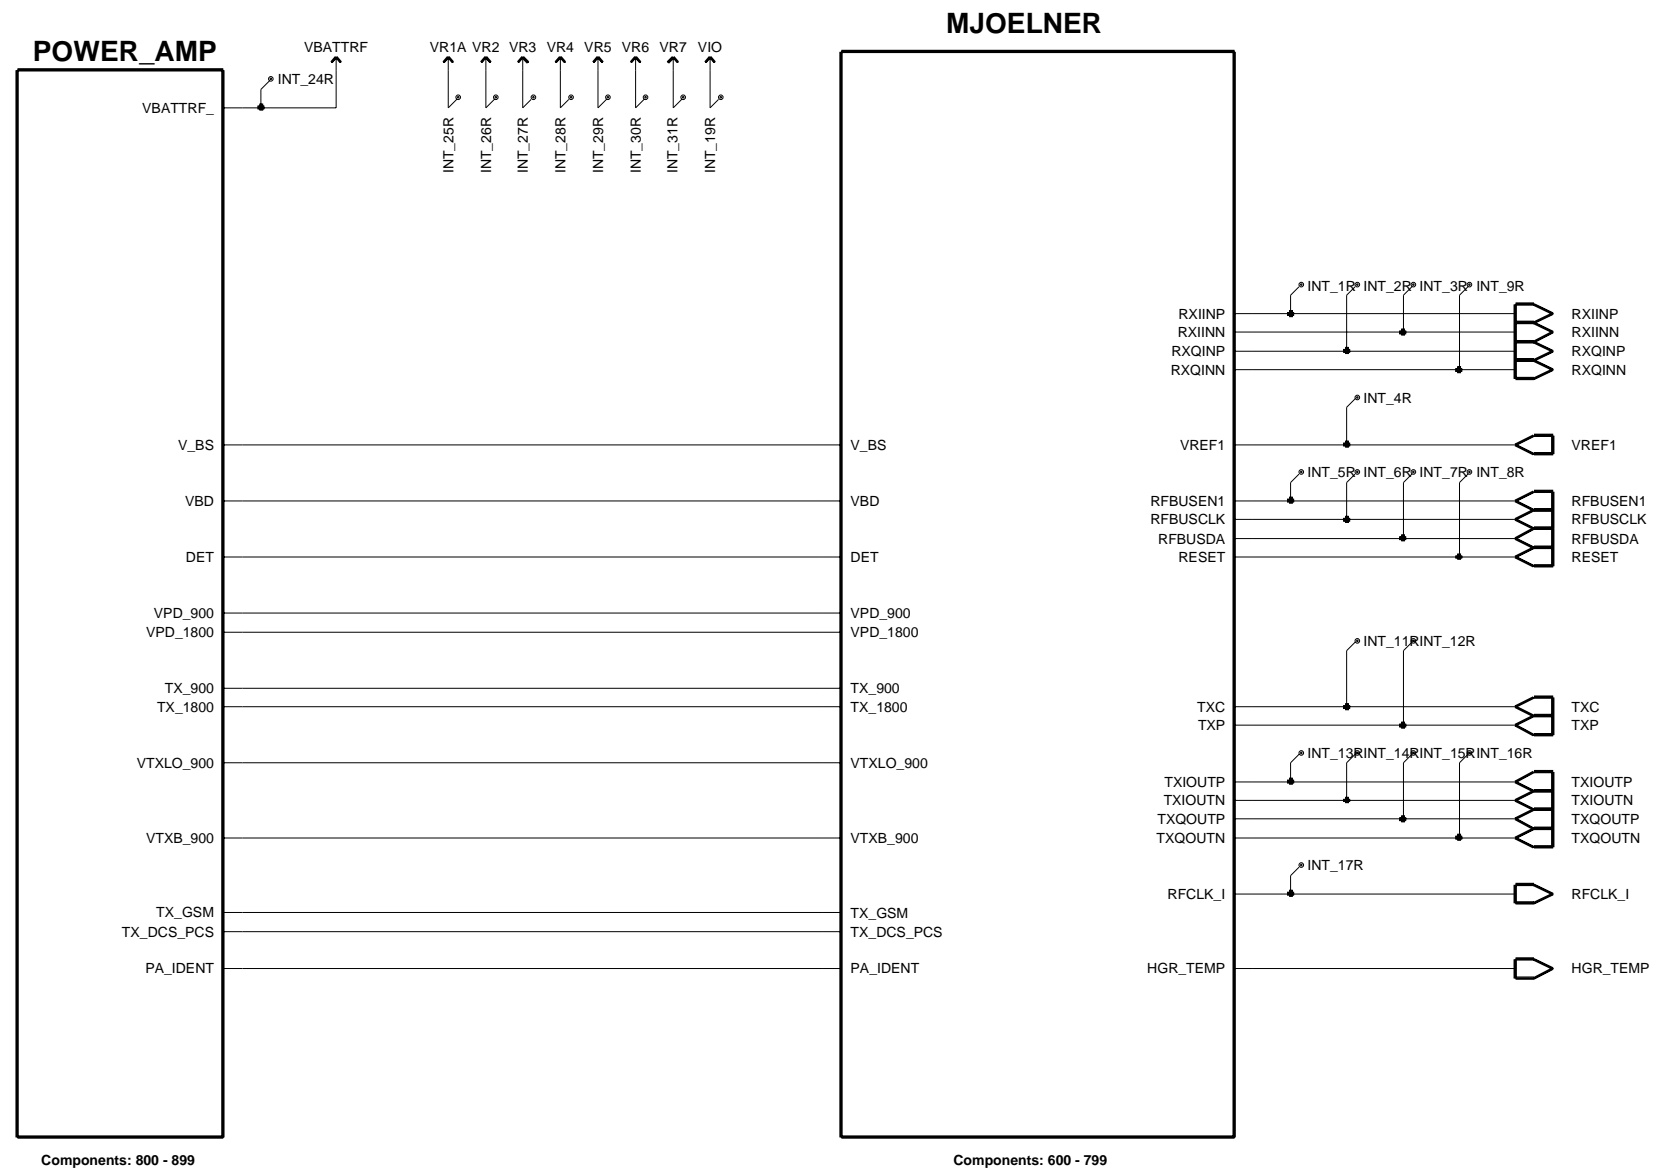 MJOELNER
POWER_AMP
VBATTRF
VR1A VR2 VR3 VR4 VR5 VR6 VR7 VIO
INT_24R
VBATTRF_
INT_25R
INT_26R
INT_27R
INT_28R
INT_29R
INT_30R
INT_31R
INT_19R
INT_1R INT_2R INT_3R INT_9R
RXIINP RXIINP
RXIINN RXIINN
RXQINP RXQINP
RXQINN RXQINN
INT_4R
V_BS V_BS VREF1 VREF1
INT_5R INT_6R INT_7R INT_8R
VBD VBD RFBUSEN1 RFBUSEN1
RFBUSCLK RFBUSCLK
RFBUSDA RFBUSDA
DET DET RESET RESET
VPD_900 VPD_900
VPD_1800 VPD_1800
INT_11R INT_12R
TX_900 TX_900
TX_1800 TX_1800 TXC TXC
TXP TXP
INT_13R INT_14R INT_15R INT_16R
VTXLO_900 VTXLO_900
TXIOUTP TXIOUTP
TXIOUTN TXIOUTN
TXQOUTP TXQOUTP
VTXB_900 VTXB_900 TXQOUTN TXQOUTN
INT_17R
RFCLK_I RFCLK_I
TX_GSM TX_GSM
TX_DCS_PCS TX_DCS_PCS
PA_IDENT PA_IDENT HGR_TEMP HGR_TEMP
Components: 800 - 899 Components: 600 - 799